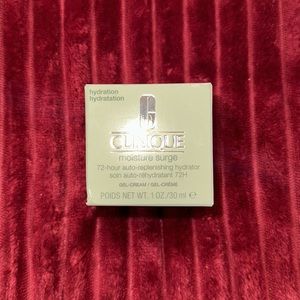 hydration
hydratation
CLINIQUE
moisture surge
72-hour auto-replenishing hydrator
soin auto-réhydratant 72H
GEL-CREAM / GEL-CRÈME
POIDS NET WT. 1 OZ./30 ml ℮